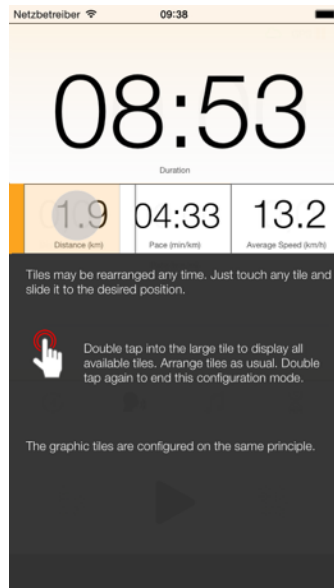 Netzbetreiber 09:38
08:53
Duration
1.9 04:33 13.2
Distance (km) Pace (min/km) Average Speed (km/h)
Tiles may be rearranged any time. Just touch any tile and
slide it to the desired position.
Double tap into the large tile to display all
available tiles. Arrange tiles as usual. Double
tap again to end this configuration mode.
The graphic tiles are configured on the same principle.